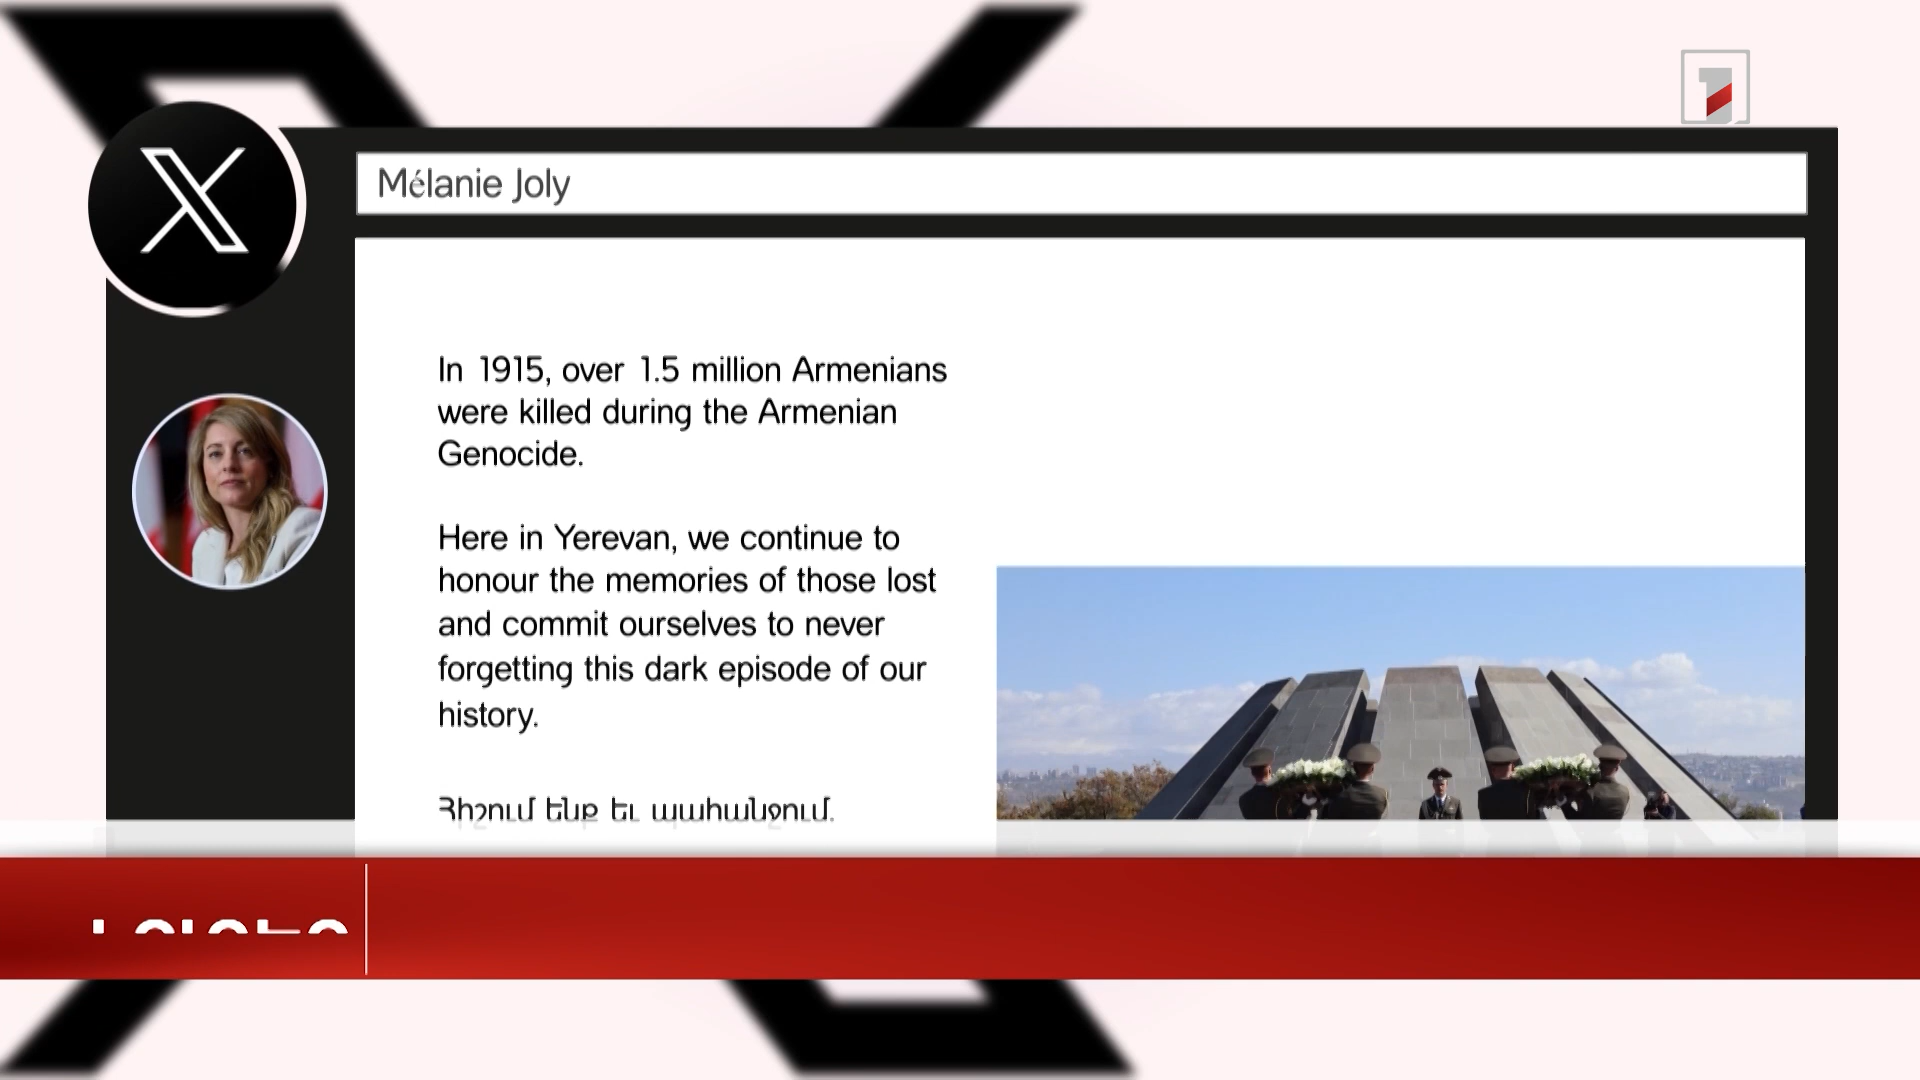 Mélanie Joly
In 1915, over 1.5 million Armenians
were killed during the Armenian
Genocide.
Here in Yerevan, we continue to
honour the memories of those lost
and commit ourselves to never
forgetting this dark episode of our
history.
Հիշում ենք եւ պահանջում.